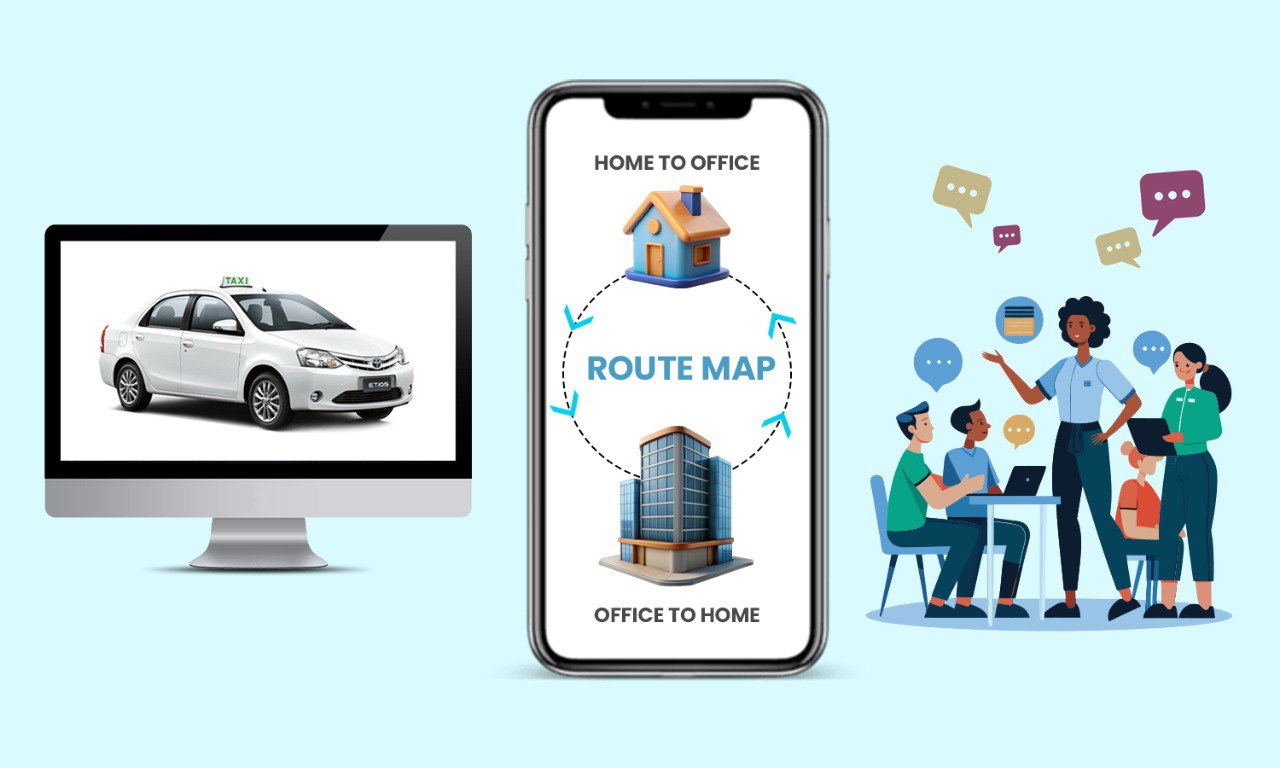 TAXI
ETIOS
HOME TO OFFICE
ROUTE MAP
OFFICE TO HOME